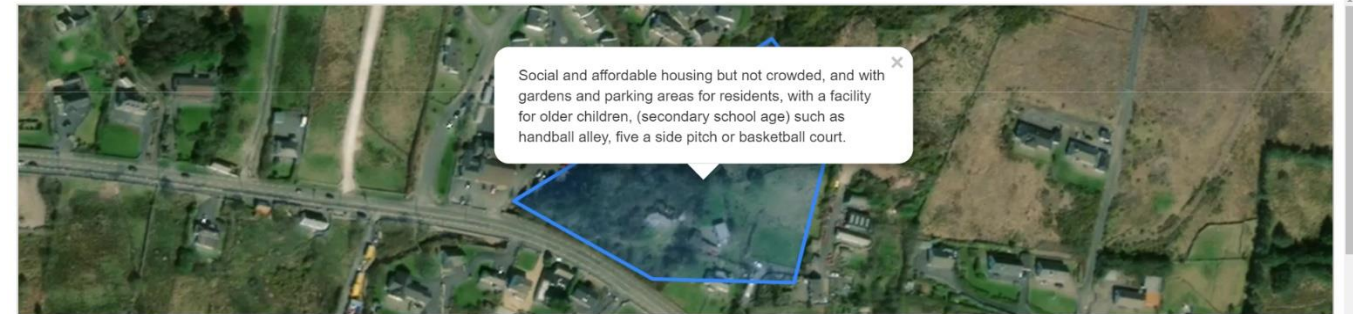 Social and affordable housing but not crowded, and with
gardens and parking areas for residents, with a facility
for older children, (secondary school age) such as
handball alley, five a side pitch or basketball court.